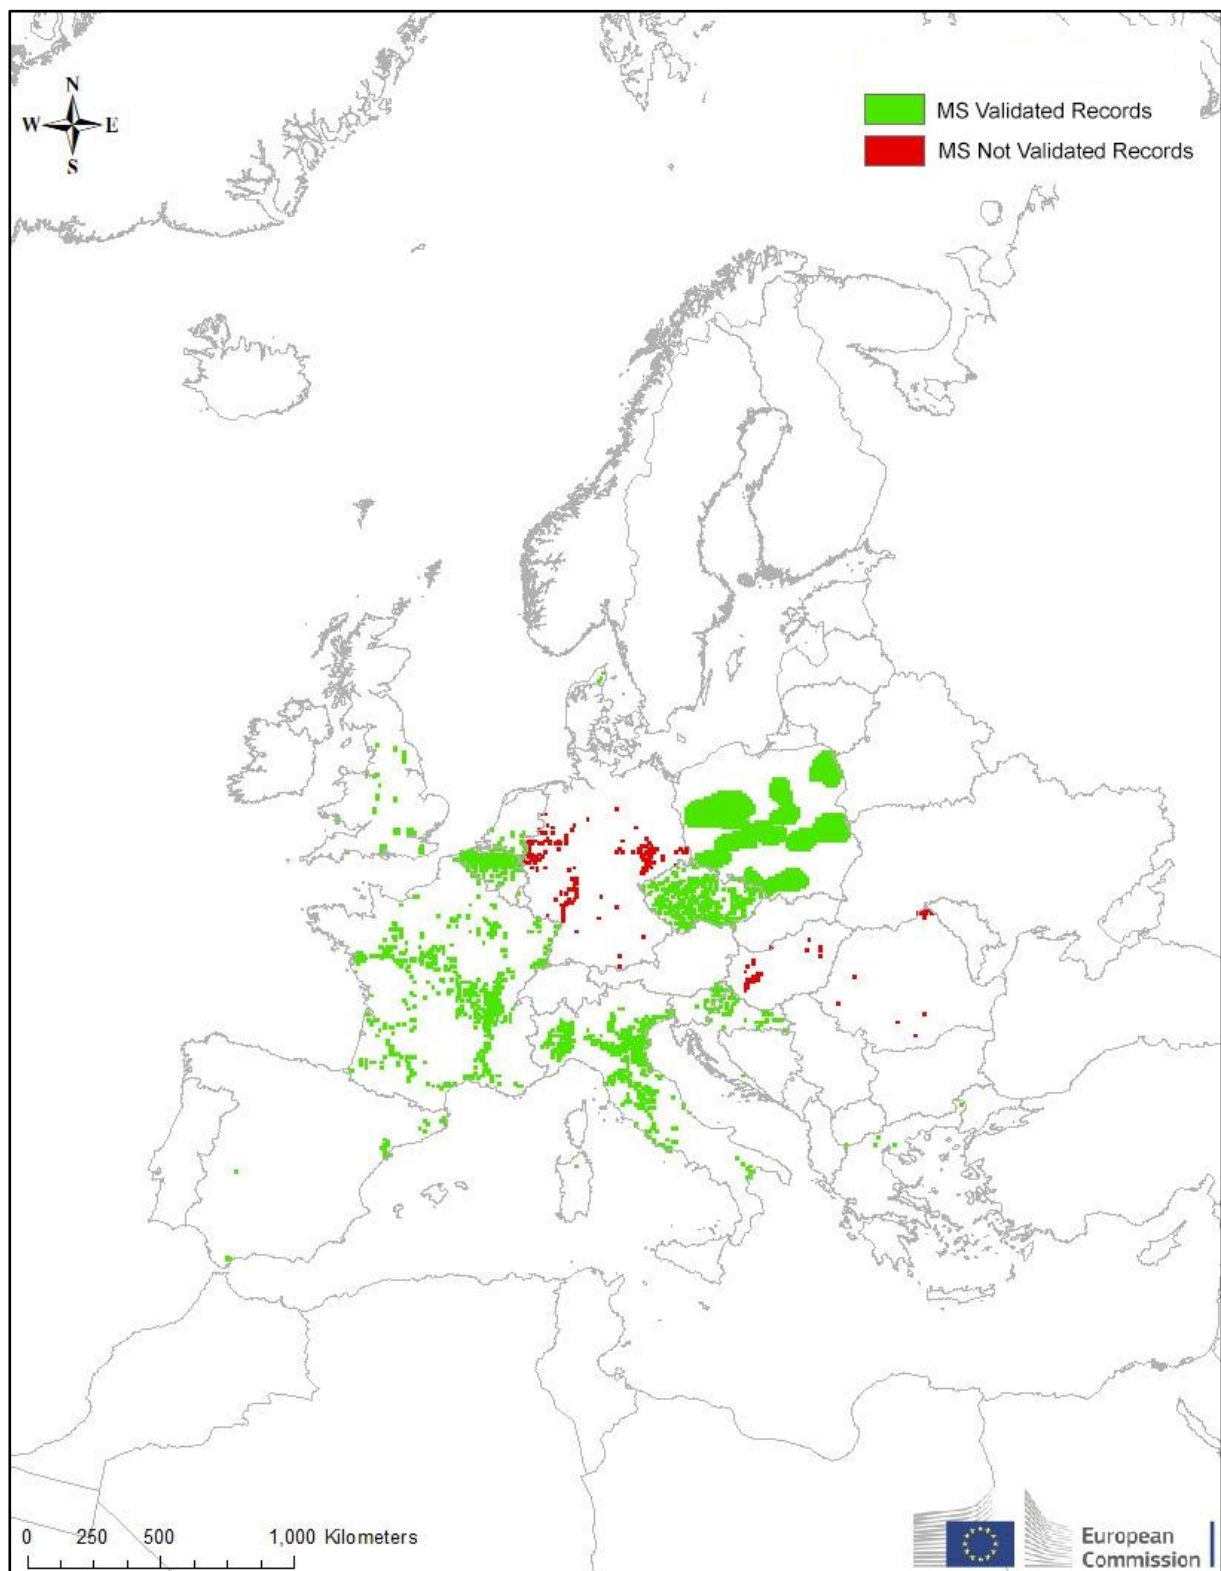 N
W E
S
MS Validated Records
MS Not Validated Records
0 250 500 1,000 Kilometers
European
Commission